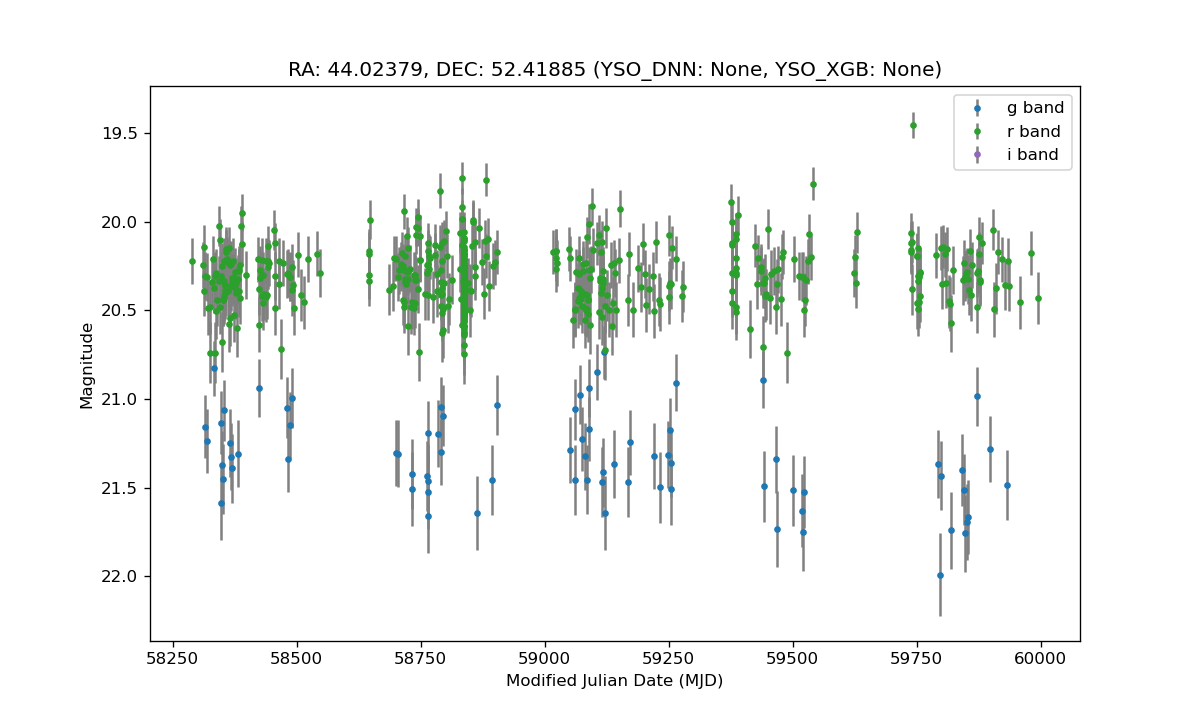 RA: 44.02379, DEC: 52.41885 (YSO_DNN: None, YSO_XGB: None)
g band
r band
i band
Magnitude
19.5
20.0
20.5
21.0
21.5
22.0
58250 58500 58750 59000 59250 59500 59750 60000
Modified Julian Date (MJD)